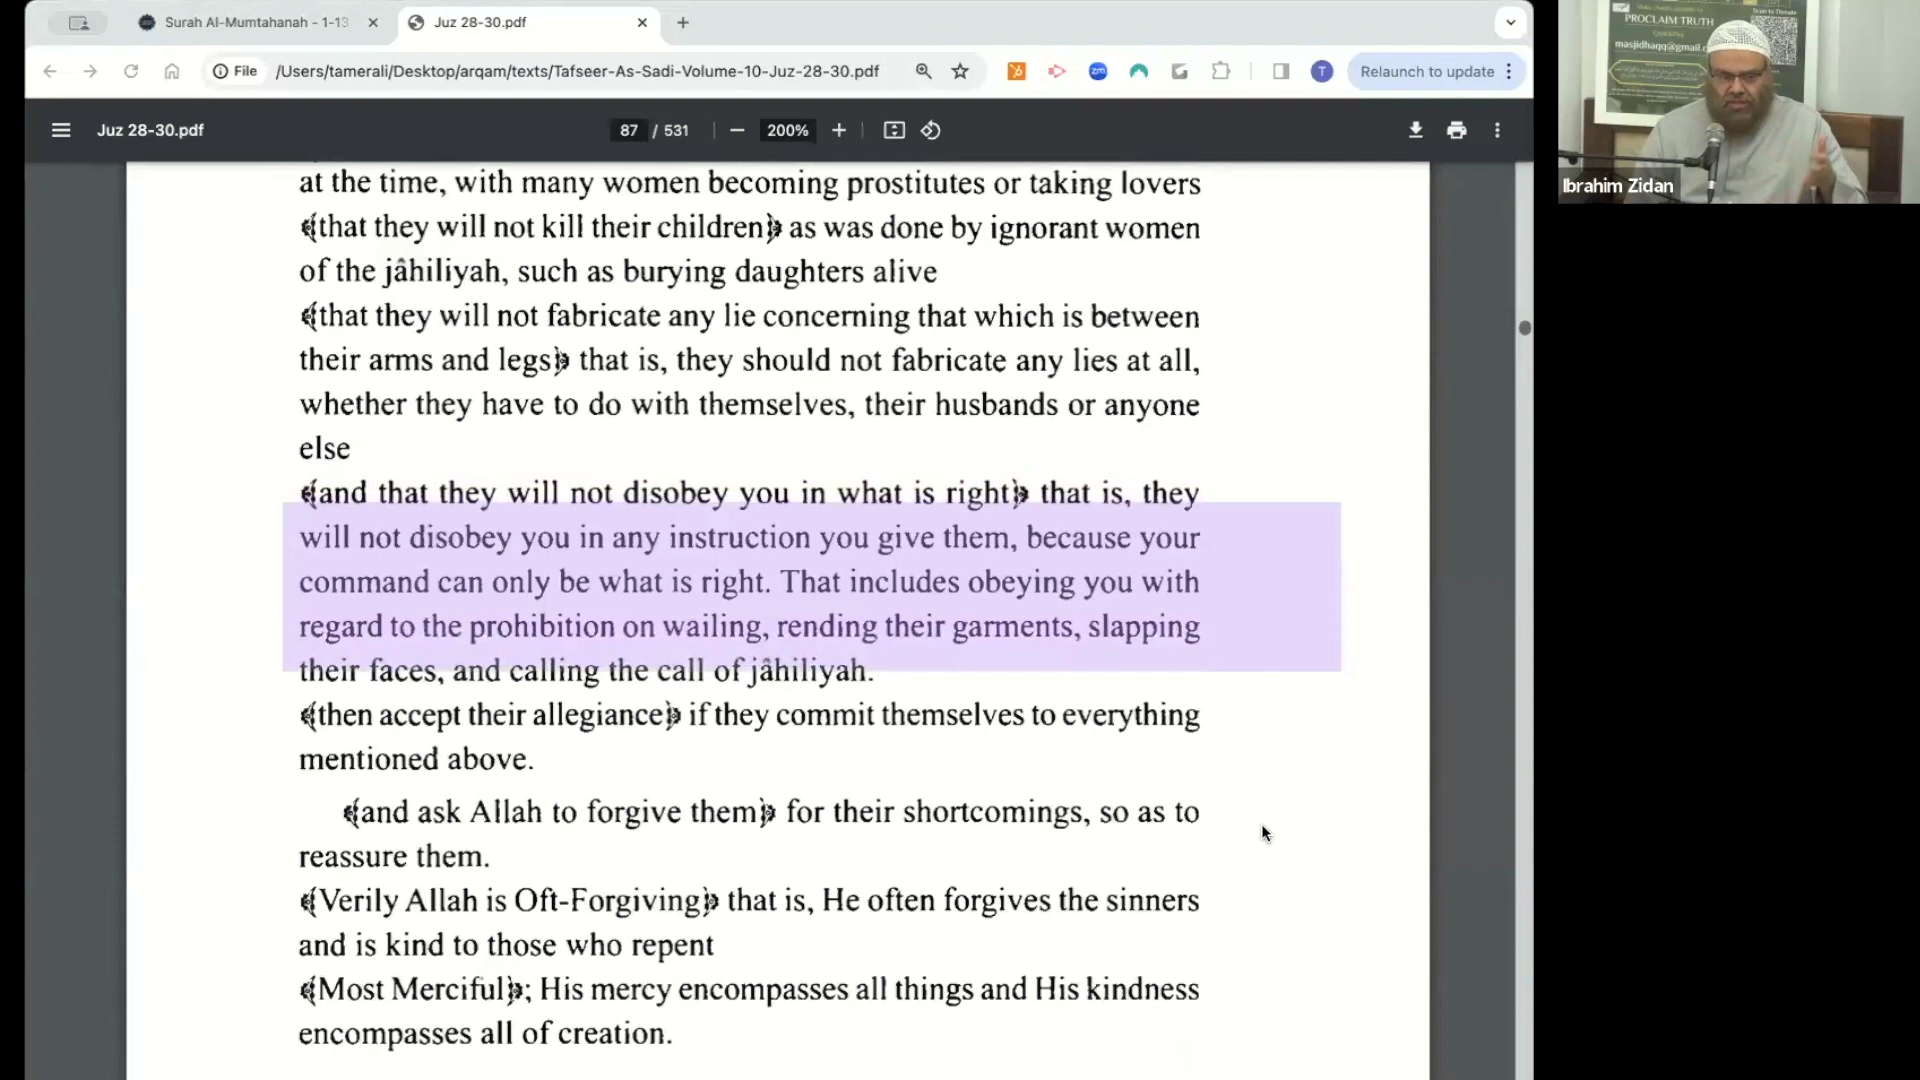 Surah Al-Mumtahanah - 1-13
Juz 28-30.pdf
File
/Users/tamerali/Desktop/arqam/texts/Tafseer-As-Sadi-Volume-10-Juz-28-30.pdf
zm
T
Relaunch to update
Juz 28-30.pdf
87 / 531
200%
at the time, with many women becoming prostitutes or taking lovers
﴾that they will not kill their children﴿ as was done by ignorant women
of the jâhiliyah, such as burying daughters alive
﴾that they will not fabricate any lie concerning that which is between
their arms and legs﴿ that is, they should not fabricate any lies at all,
whether they have to do with themselves, their husbands or anyone
else
﴾and that they will not disobey you in what is right﴿ that is, they
will not disobey you in any instruction you give them, because your
command can only be what is right. That includes obeying you with
regard to the prohibition on wailing, rending their garments, slapping
their faces, and calling the call of jâhiliyah.
﴾then accept their allegiance﴿ if they commit themselves to everything
mentioned above.
﴾and ask Allah to forgive them﴿ for their shortcomings, so as to
reassure them.
﴾Verily Allah is Oft-Forgiving﴿ that is, He often forgives the sinners
and is kind to those who repent
﴾Most Merciful﴿; His mercy encompasses all things and His kindness
encompasses all of creation.
Scan to Donate
PROCLAIM TRUTH
masjidhaqq@gmail.c
Ibrahim Zidan